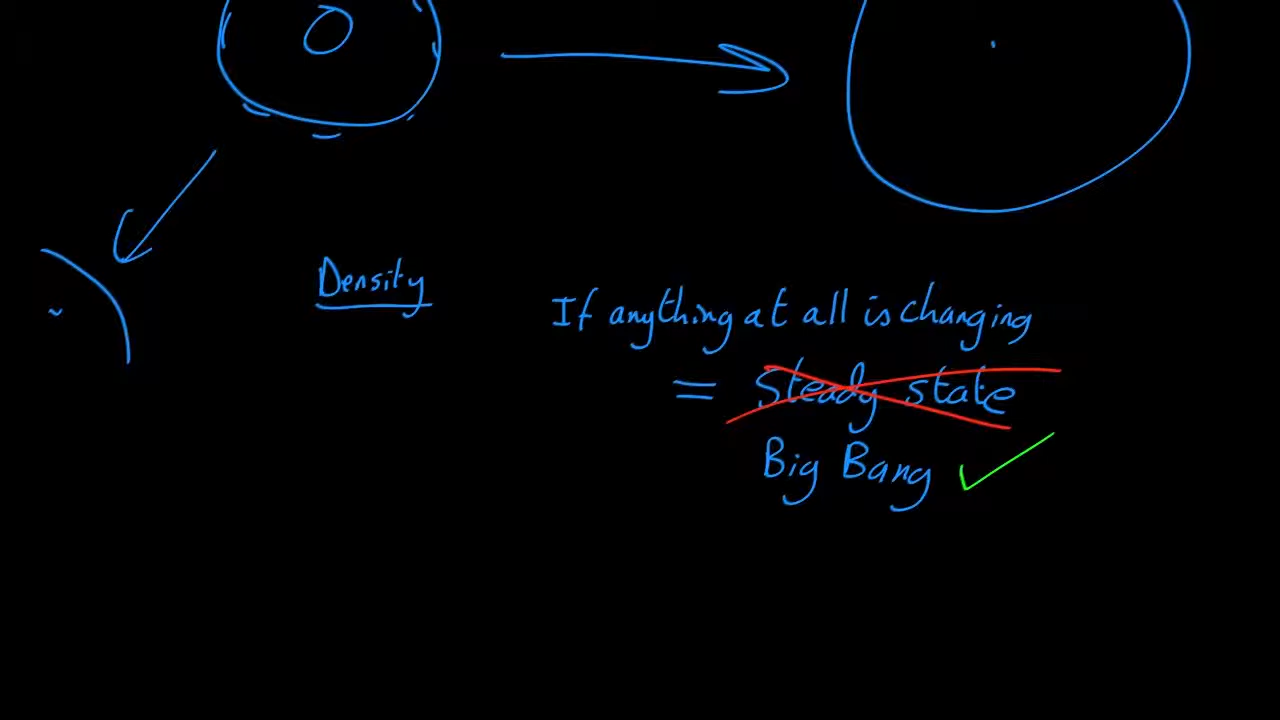 Density
If anything at all is changing
= Steady state
Big Bang